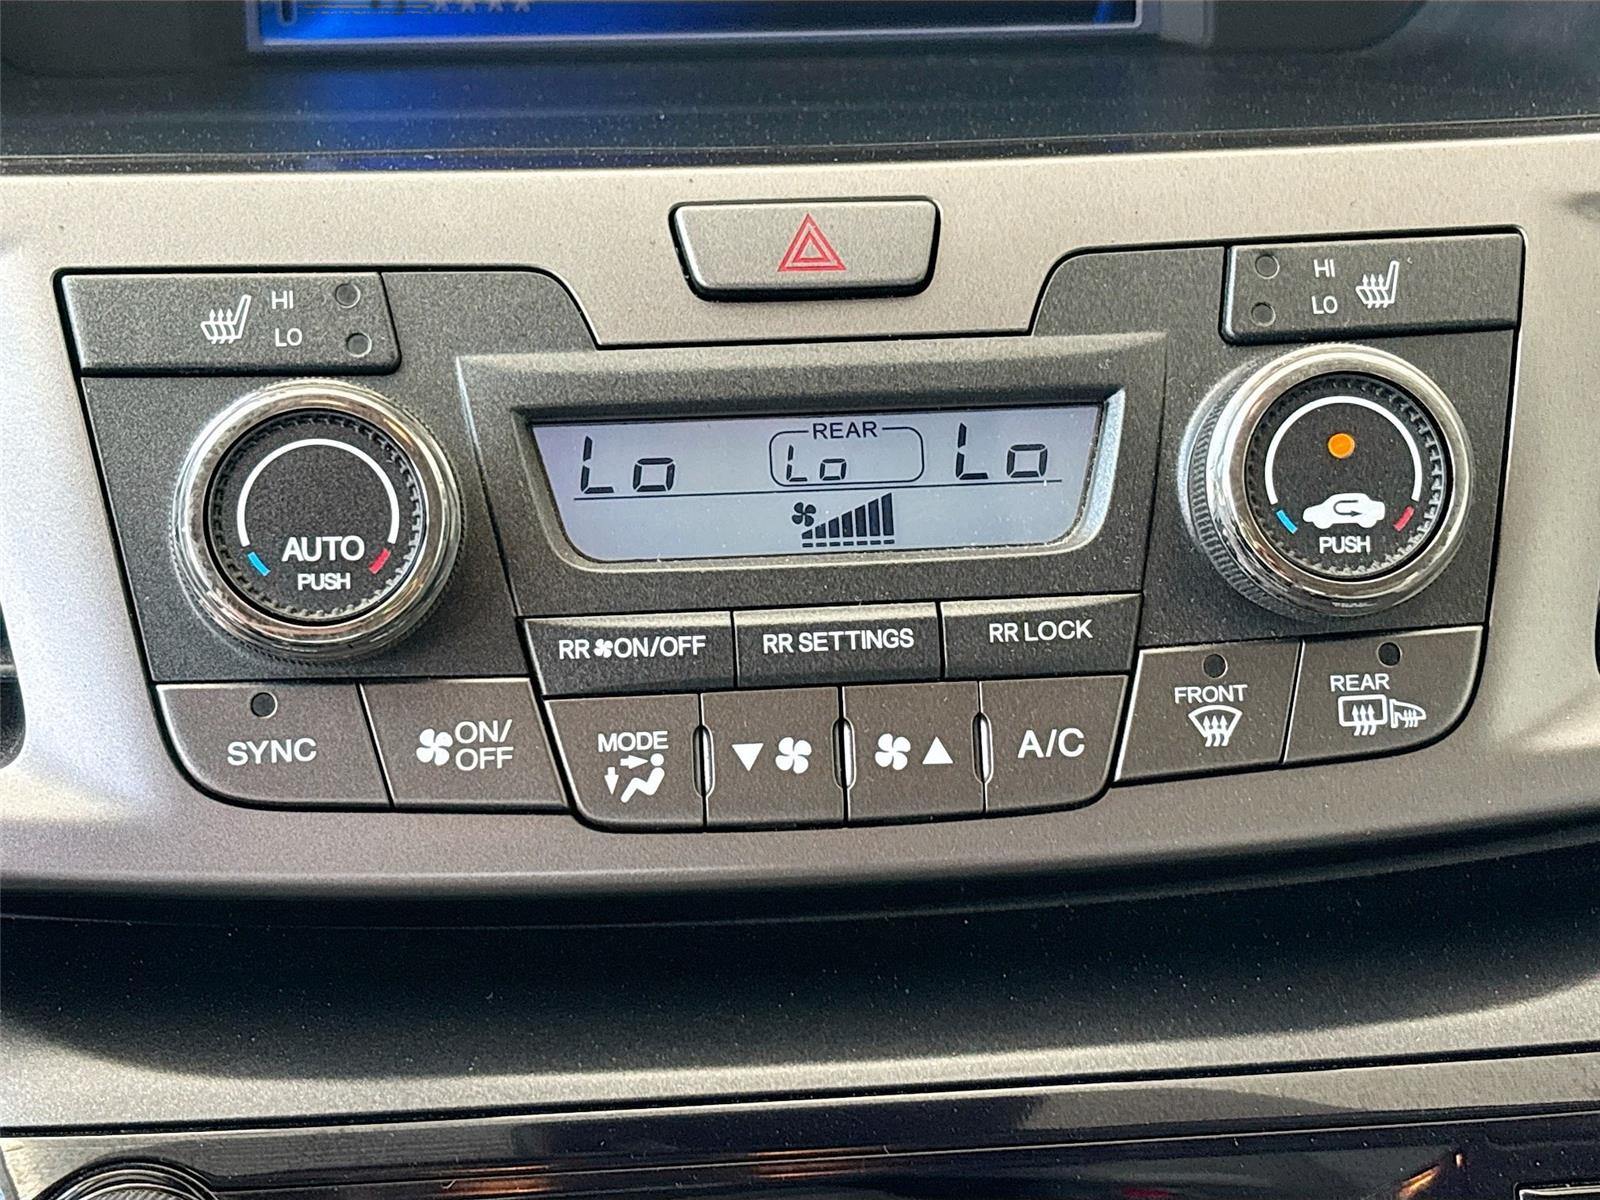 HI
LO
HI
LO
Lo
REAR
Lo
Lo
AUTO
PUSH
PUSH
RR ON/OFF
RR SETTINGS
RR LOCK
SYNC
ON/
OFF
MODE
A/C
FRONT
REAR